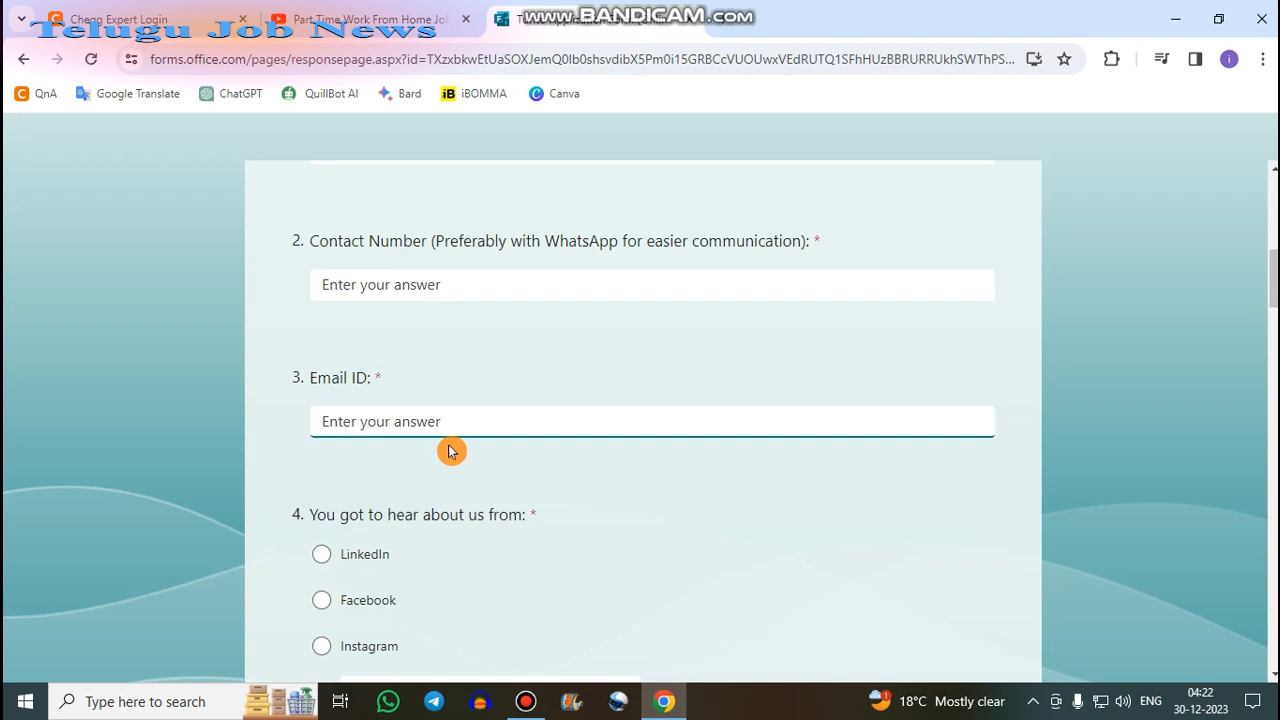 Chegg Expert Login
Part Time Work From Home Job
www.BANDICAM.com
Telugu Job News
forms.office.com/pages/responsepage.aspx?id=TXzxbkwEtUaSOXJemQ0lb0shsvdibX5Pm0i15GRBCcVUOUwxVEdRUTQ1SFhHUzBBRURRUkhSWThPS...
QnA
Google Translate
ChatGPT
QuillBot AI
Bard
iBOMMA
Canva
2. Contact Number (Preferably with WhatsApp for easier communication): *
Enter your answer
3. Email ID: *
Enter your answer
4. You got to hear about us from: *
LinkedIn
Facebook
Instagram
Type here to search
18°C Mostly clear
ENG
04:22
30-12-2023